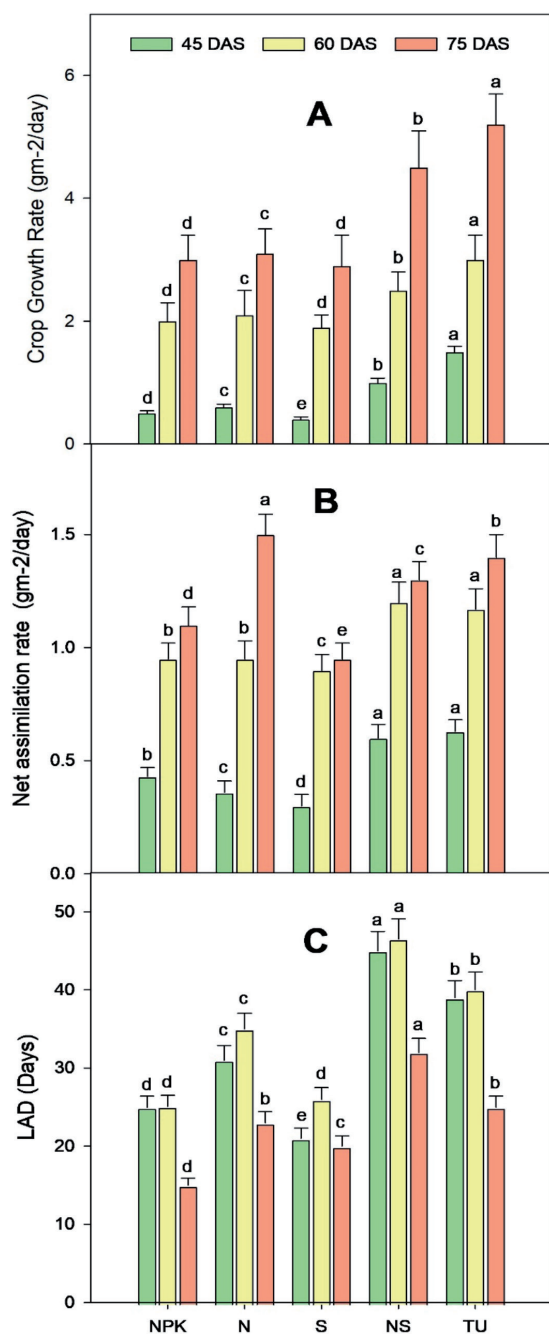 45 DAS 60 DAS 75 DAS
A
Crop Growth Rate (gm-2/day)
6
4
2
0
d d d
c c c
e d d
b b b
a a a
B
Net assimilation rate (gm-2/day)
1.5
1.0
0.5
0.0
b b d
c b a
d c e
a a c
a a b
C
LAD (Days)
50
40
30
20
10
0
d d d
c c b
e d c
a a a
b b b
NPK N S NS TU